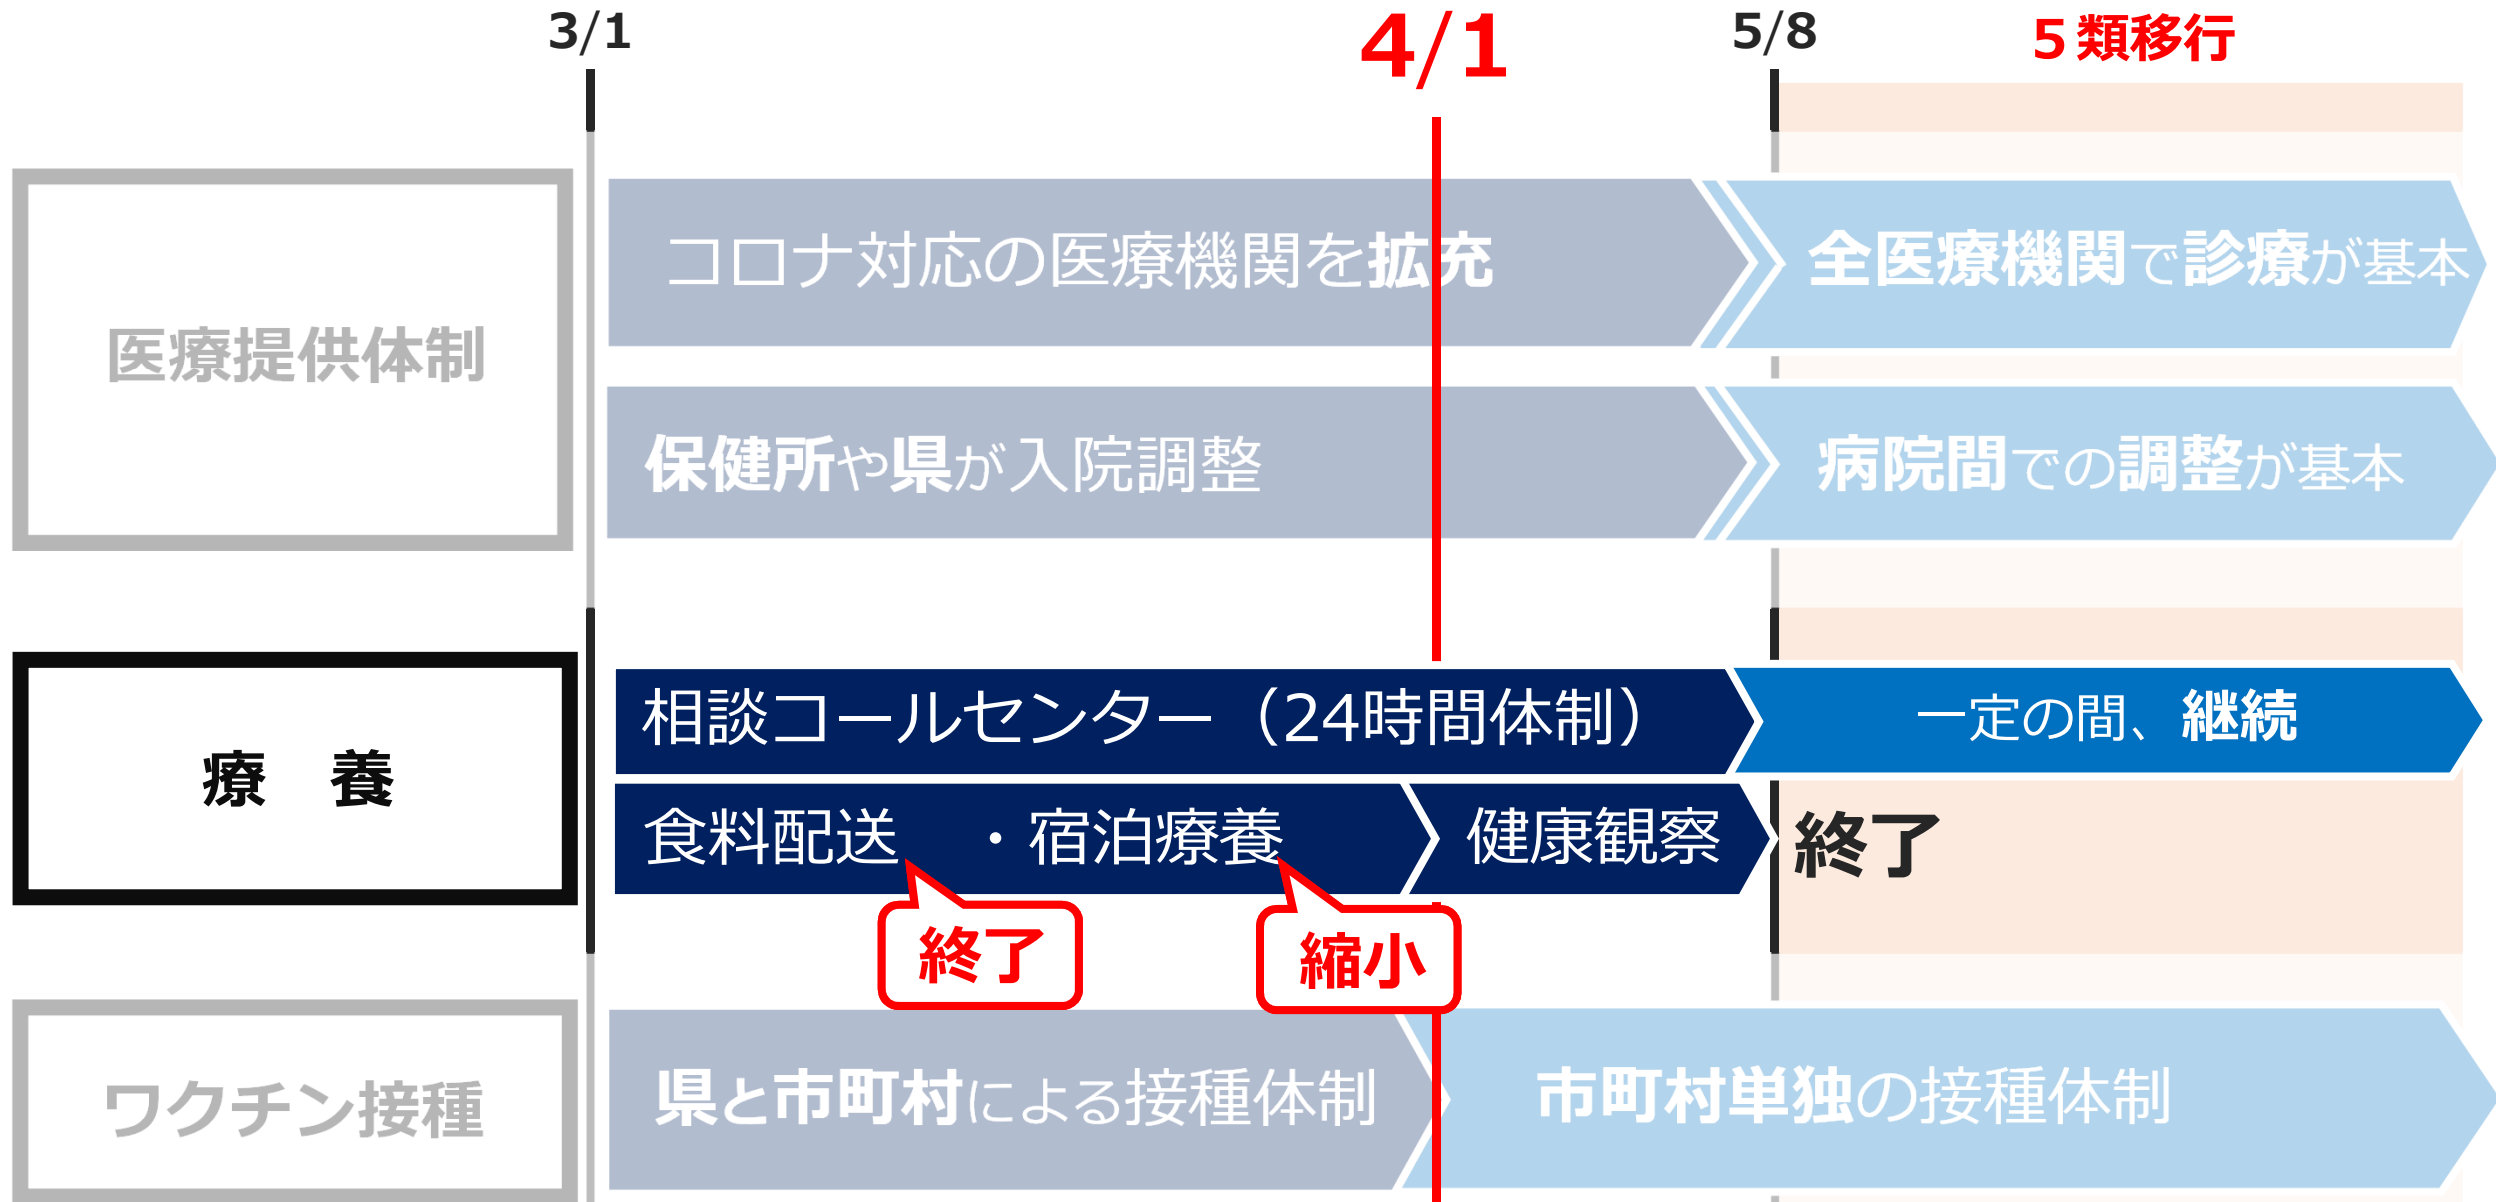 3/1
4/1
5/8
5類移行
医療提供体制
コロナ対応の医療機関を拡充
全医療機関で診療が基本
保健所や県が入院調整
病院間での調整が基本
療　養
相談コールセンター（24時間体制）
一定の間、継続
食料配送・宿泊療養
健康観察
終了
終了
縮小
ワクチン接種
県と市町村による接種体制
市町村単独の接種体制